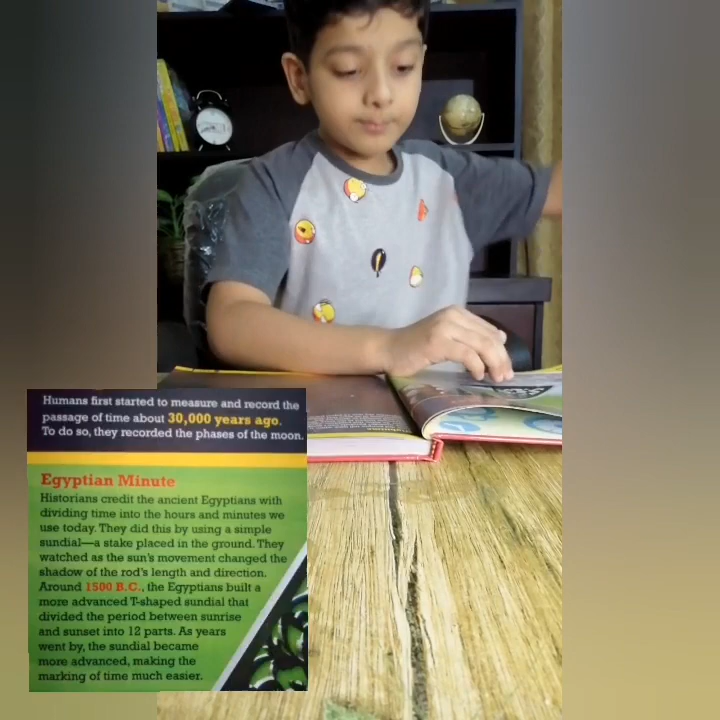 Humans first started to measure and record the
passage of time about 30,000 years ago.
To do so, they recorded the phases of the moon.
Egyptian Minute
Historians credit the ancient Egyptians with
dividing time into the hours and minutes we
use today. They did this by using a simple
sundial—a stake placed in the ground. They
watched as the sun's movement changed the
shadow of the rod's length and direction.
Around 1500 B.C., the Egyptians built a
more advanced T-shaped sundial that
divided the period between sunrise
and sunset into 12 parts. As years
went by, the sundial became
more advanced, making the
marking of time much easier.